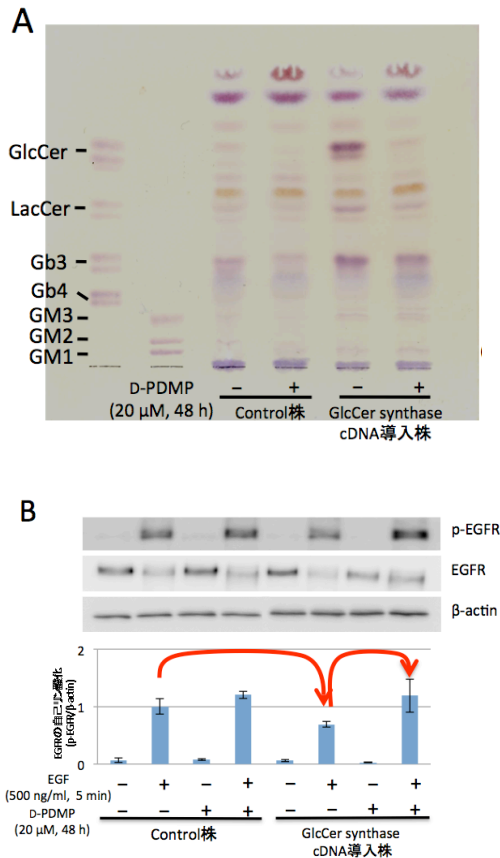 A
GlcCer
LacCer
Gb3
Gb4
GM3
GM2
GM1
D-PDMP
(20 µM, 48 h)
− + − +
Control株 GlcCer synthase
cDNA導入株
B
p-EGFR
EGFR
β-actin
EGFRの自己リン酸化
(p-EGFR/β-actin)
2
1
0
EGF
(500 ng/ml, 5 min)
− + − + − + − +
D-PDMP
(20 µM, 48 h)
− − + + − − + +
Control株 GlcCer synthase
cDNA導入株